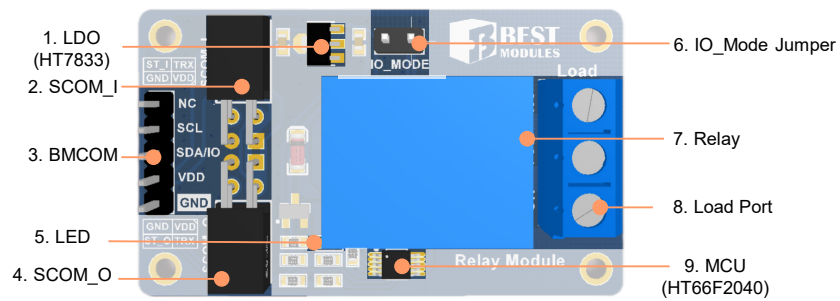 1. LDO
(HT7833)
2. SCOM_I
3. BMCOM
5. LED
4. SCOM_O
6. IO_Mode Jumper
7. Relay
8. Load Port
9. MCU
(HT66F2040)
BEST
MODULES
IO_MODE
Load
ST_I TRX
GND VDD
SCOM_I
NC
SCL
SDA/IO
VDD
GND
GND VDD
ST_O TRX
Relay Module